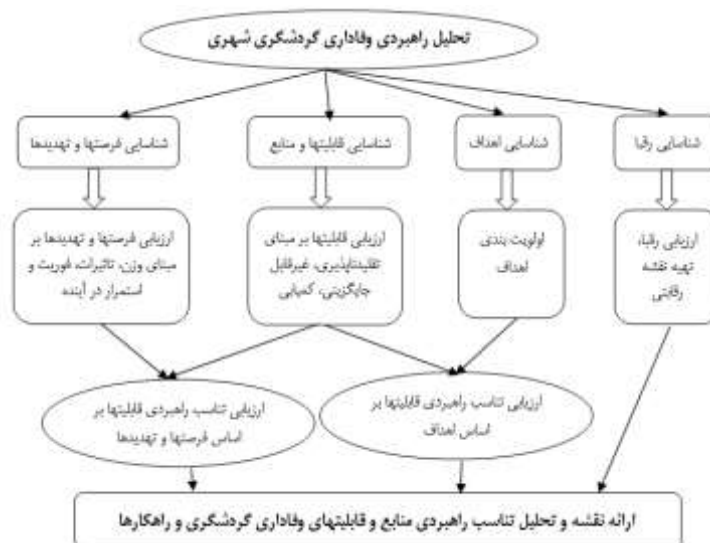 تحلیل راهبردی وفاداری گردشگری شهری
شناسایی رقبا
شناسایی اهداف
شناسایی قابلیتها و منابع
شناسایی فرصتها و تهدیدها
ارزیابی رقبا،
تهیه نقشه
رقابتی
اولویت بندی
اهداف
ارزیابی قابلیتها بر مبنای
تقلیدناپذیری، غیرقابل
جایگزینی، کمیابی
ارزیابی فرصتها و تهدیدها بر
مبنای وزن، تاثیرات، فوریت و
استمرار در آینده
ارزیابی تناسب راهبردی قابلیتها بر
اساس اهداف
ارزیابی تناسب راهبردی قابلیتها بر
اساس فرصتها و تهدیدها
ارائه نقشه و تحلیل تناسب راهبردی منابع و قابلیتهای وفاداری گردشگری و راهکارها